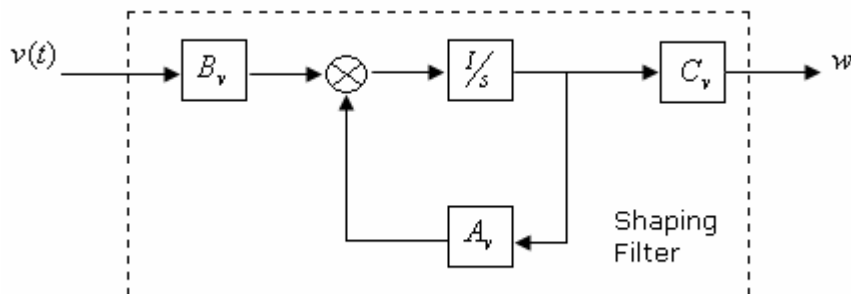 v(t)
B_v
I/s
C_v
w
A_v
Shaping
Filter